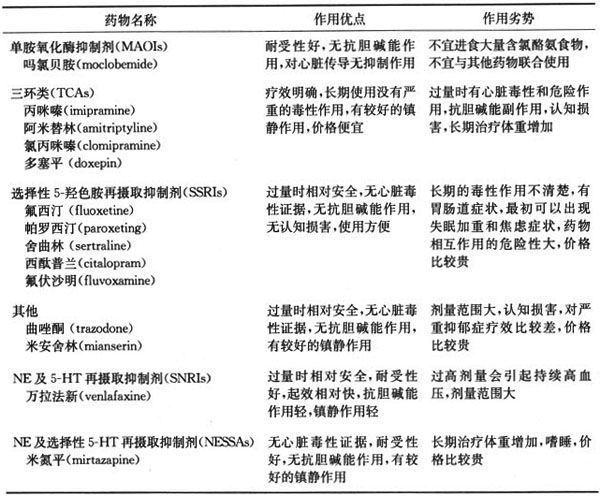 药物名称 作用优点 作用劣势
单胺氧化酶抑制剂(MAOIs) 耐受性好,无抗胆碱能作 不宜进食大量含氯酪氨食物,
吗氯贝胺(moclobemide) 用,对心脏传导无抑制作用 不宜与其他药物联合使用
三环类(TCAs) 疗效明确,长期使用没有严 过量时有心脏毒性和危险作
丙咪嗪(imipramine) 重的毒性作用,有较好的镇 用,抗胆碱能副作用,认知损
阿米替林(amitriptyline) 静作用,价格便宜 害,长期治疗体重增加
氯丙咪嗪(clomipramine)
多塞平(doxepin)
选择性5-羟色胺再摄取抑制剂(SSRIs) 过量时相对安全,无心脏毒 长期的毒性作用不清楚,有
氟西汀(fluoxetine) 性证据,无抗胆碱能作用, 胃肠道症状,最初可以出现
帕罗西汀(paroxeting) 无认知损害,使用方便 失眠加重和焦虑症状,药物
舍曲林(sertraline) 相互作用的危险性大,价格
西酞普兰(citalopram) 比较贵
氟伏沙明(fluvoxamine)
其他 过量时相对安全,无心脏毒 剂量范围大,认知损害,对严
曲唑酮(trazodone) 性证据,无抗胆碱能作用, 重抑郁症疗效比较差,价格
米安舍林(mianserin) 有较好的镇静作用 比较贵
NE及5-HT再摄取抑制剂(SNRIs) 过量时相对安全,耐受性 过高剂量会引起持续高血
万拉法新(venlafaxine) 好,起效相对快,抗胆碱能 压,剂量范围大
作用轻,镇静作用轻
NE及选择性5-HT再摄取抑制剂(NESSAs) 无心脏毒性证据,耐受性 长期治疗体重增加,嗜睡,价
米氮平(mirtazapine) 好,无抗胆碱能作用,有较 格比较贵
好的镇静作用